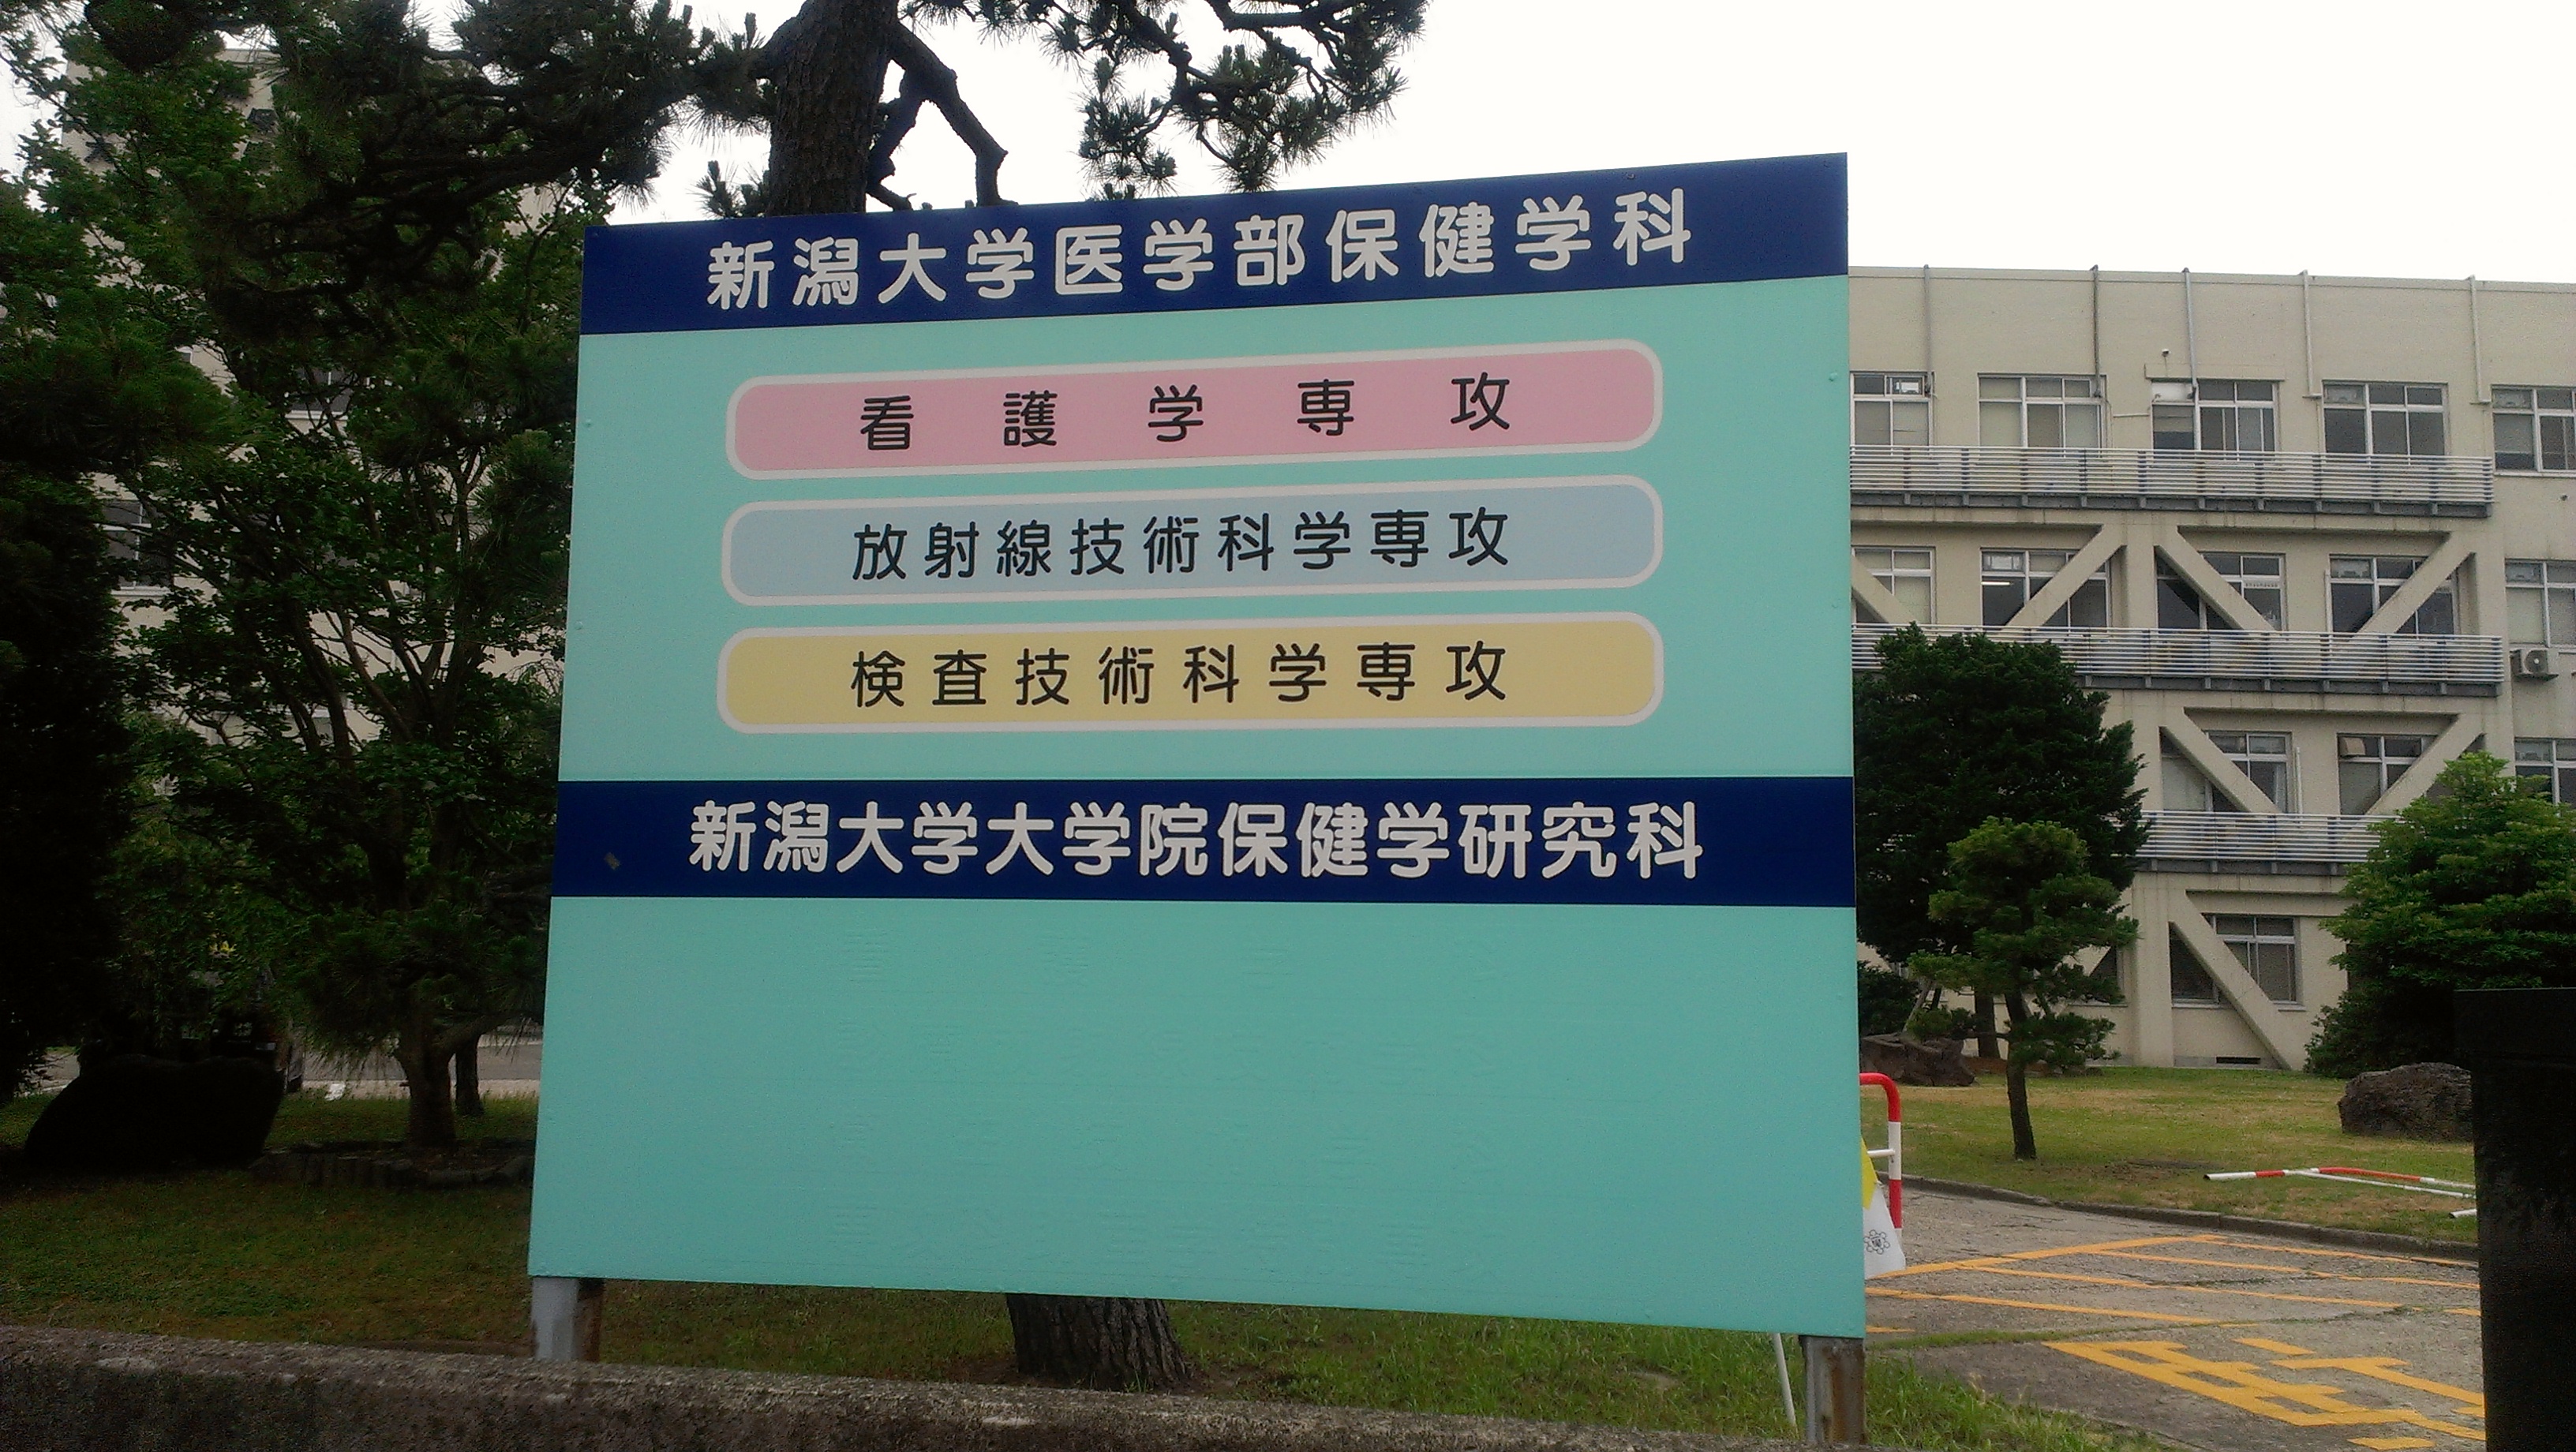 新潟大学医学部保健学科
看護学専攻
放射線技術科学専攻
検査技術科学専攻
新潟大学大学院保健学研究科